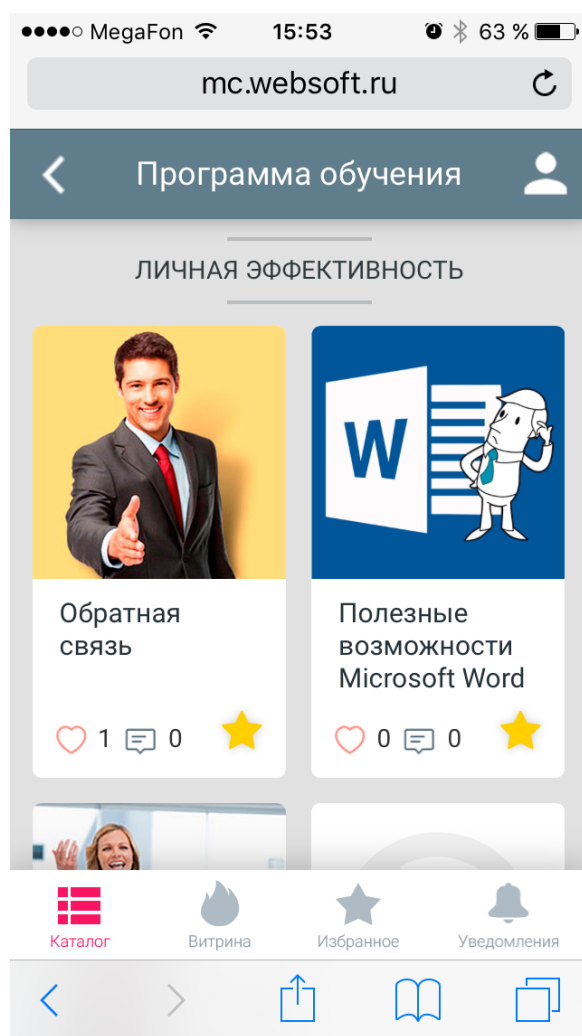 MegaFon 15:53 63 %
mc.websoft.ru
Программа обучения
ЛИЧНАЯ ЭФФЕКТИВНОСТЬ
W
Обратная
связь
1 0
Полезные
возможности
Microsoft Word
0 0
Каталог Витрина Избранное Уведомления